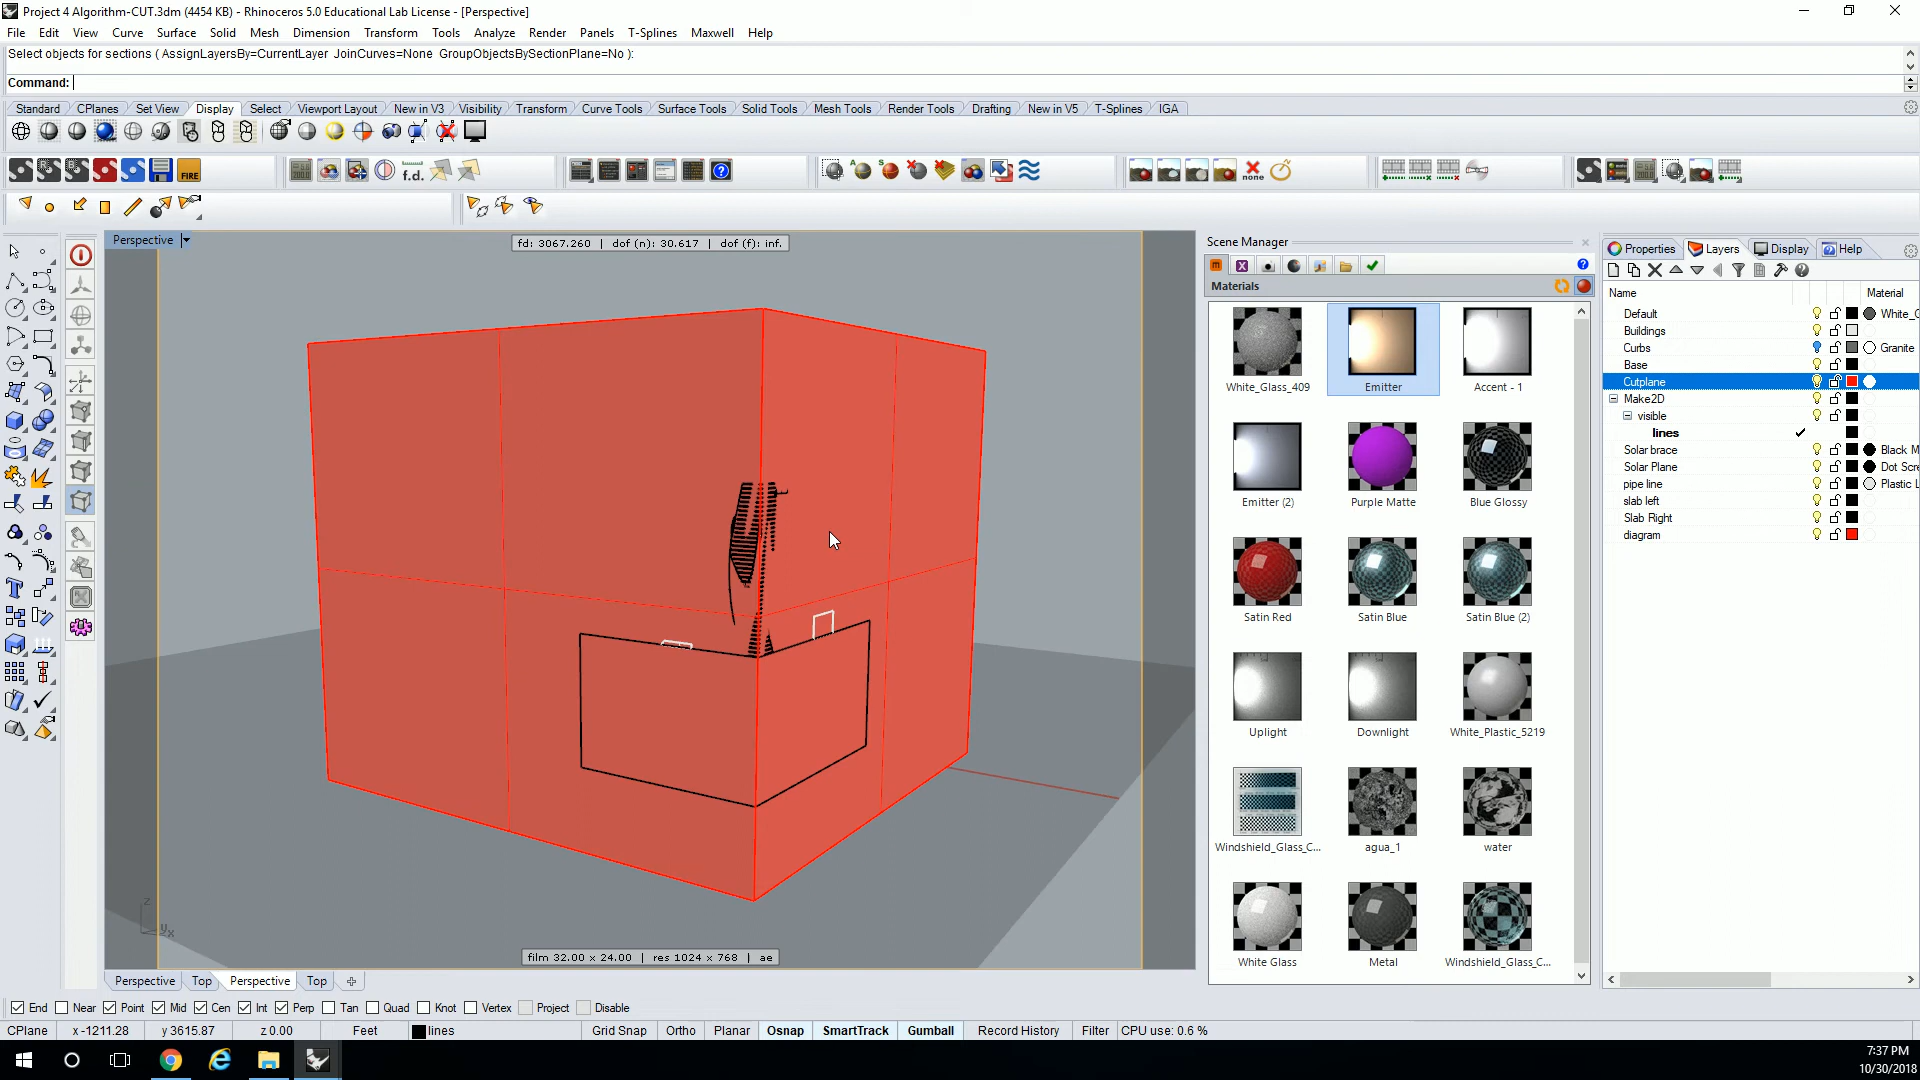 Project 4 Algorithm-CUT.3dm (4454 KB) - Rhinoceros 5.0 Educational Lab License - [Perspective]
File Edit View Curve Surface Solid Mesh Dimension Transform Tools Analyze Render Panels T-Splines Maxwell Help
Select objects for sections ( AssignLayersBy=CurrentLayer JoinCurves=None GroupObjectsBySectionPlane=No ):
Command:
Standard CPlanes Set View Display Select Viewport Layout New in V3 Visibility Transform Curve Tools Surface Tools Solid Tools Mesh Tools Render Tools Drafting New in V5 T-Splines IGA
FIRE f.d. none
Perspective
fd: 3067.260 | dof (n): 30.617 | dof (f): inf.
z
y x
film 32.00 x 24.00 | res 1024 x 768 | ae
Scene Manager
Materials
White_Glass_409 Emitter Accent - 1
Emitter (2) Purple Matte Blue Glossy
Satin Red Satin Blue Satin Blue (2)
Uplight Downlight White_Plastic_5219
Windshield_Glass_C... agua_1 water
White Glass Metal Windshield_Glass_C...
Properties Layers Display Help
Name Material
Default White_G
Buildings
Curbs Granite
Base
Cutplane
Make2D
visible
lines
Solar brace Black M
Solar Plane Dot Scre
pipe line Plastic L
slab left
Slab Right
diagram
Perspective Top Perspective Top
End Near Point Mid Cen Int Perp Tan Quad Knot Vertex Project Disable
CPlane x -1211.28 y 3615.87 z 0.00 Feet lines Grid Snap Ortho Planar Osnap SmartTrack Gumball Record History Filter CPU use: 0.6 %
7:37 PM
10/30/2018